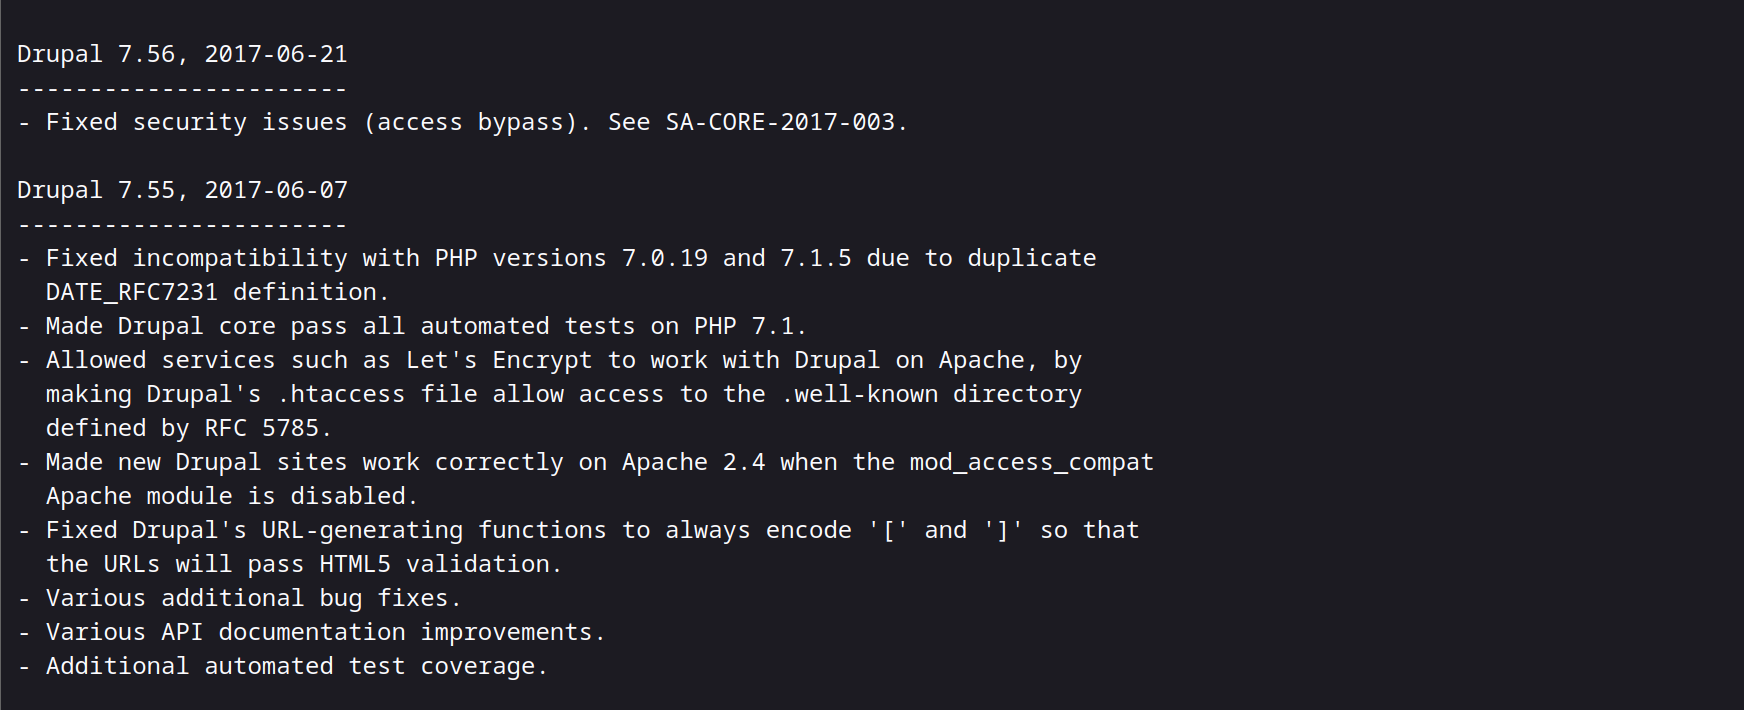 Drupal 7.56, 2017-06-21
-----------------------
- Fixed security issues (access bypass). See SA-CORE-2017-003.

Drupal 7.55, 2017-06-07
-----------------------
- Fixed incompatibility with PHP versions 7.0.19 and 7.1.5 due to duplicate
  DATE_RFC7231 definition.
- Made Drupal core pass all automated tests on PHP 7.1.
- Allowed services such as Let's Encrypt to work with Drupal on Apache, by
  making Drupal's .htaccess file allow access to the .well-known directory
  defined by RFC 5785.
- Made new Drupal sites work correctly on Apache 2.4 when the mod_access_compat
  Apache module is disabled.
- Fixed Drupal's URL-generating functions to always encode '[' and ']' so that
  the URLs will pass HTML5 validation.
- Various additional bug fixes.
- Various API documentation improvements.
- Additional automated test coverage.